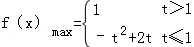 f（x） max={1 t＞1
−t²+2t t≤1